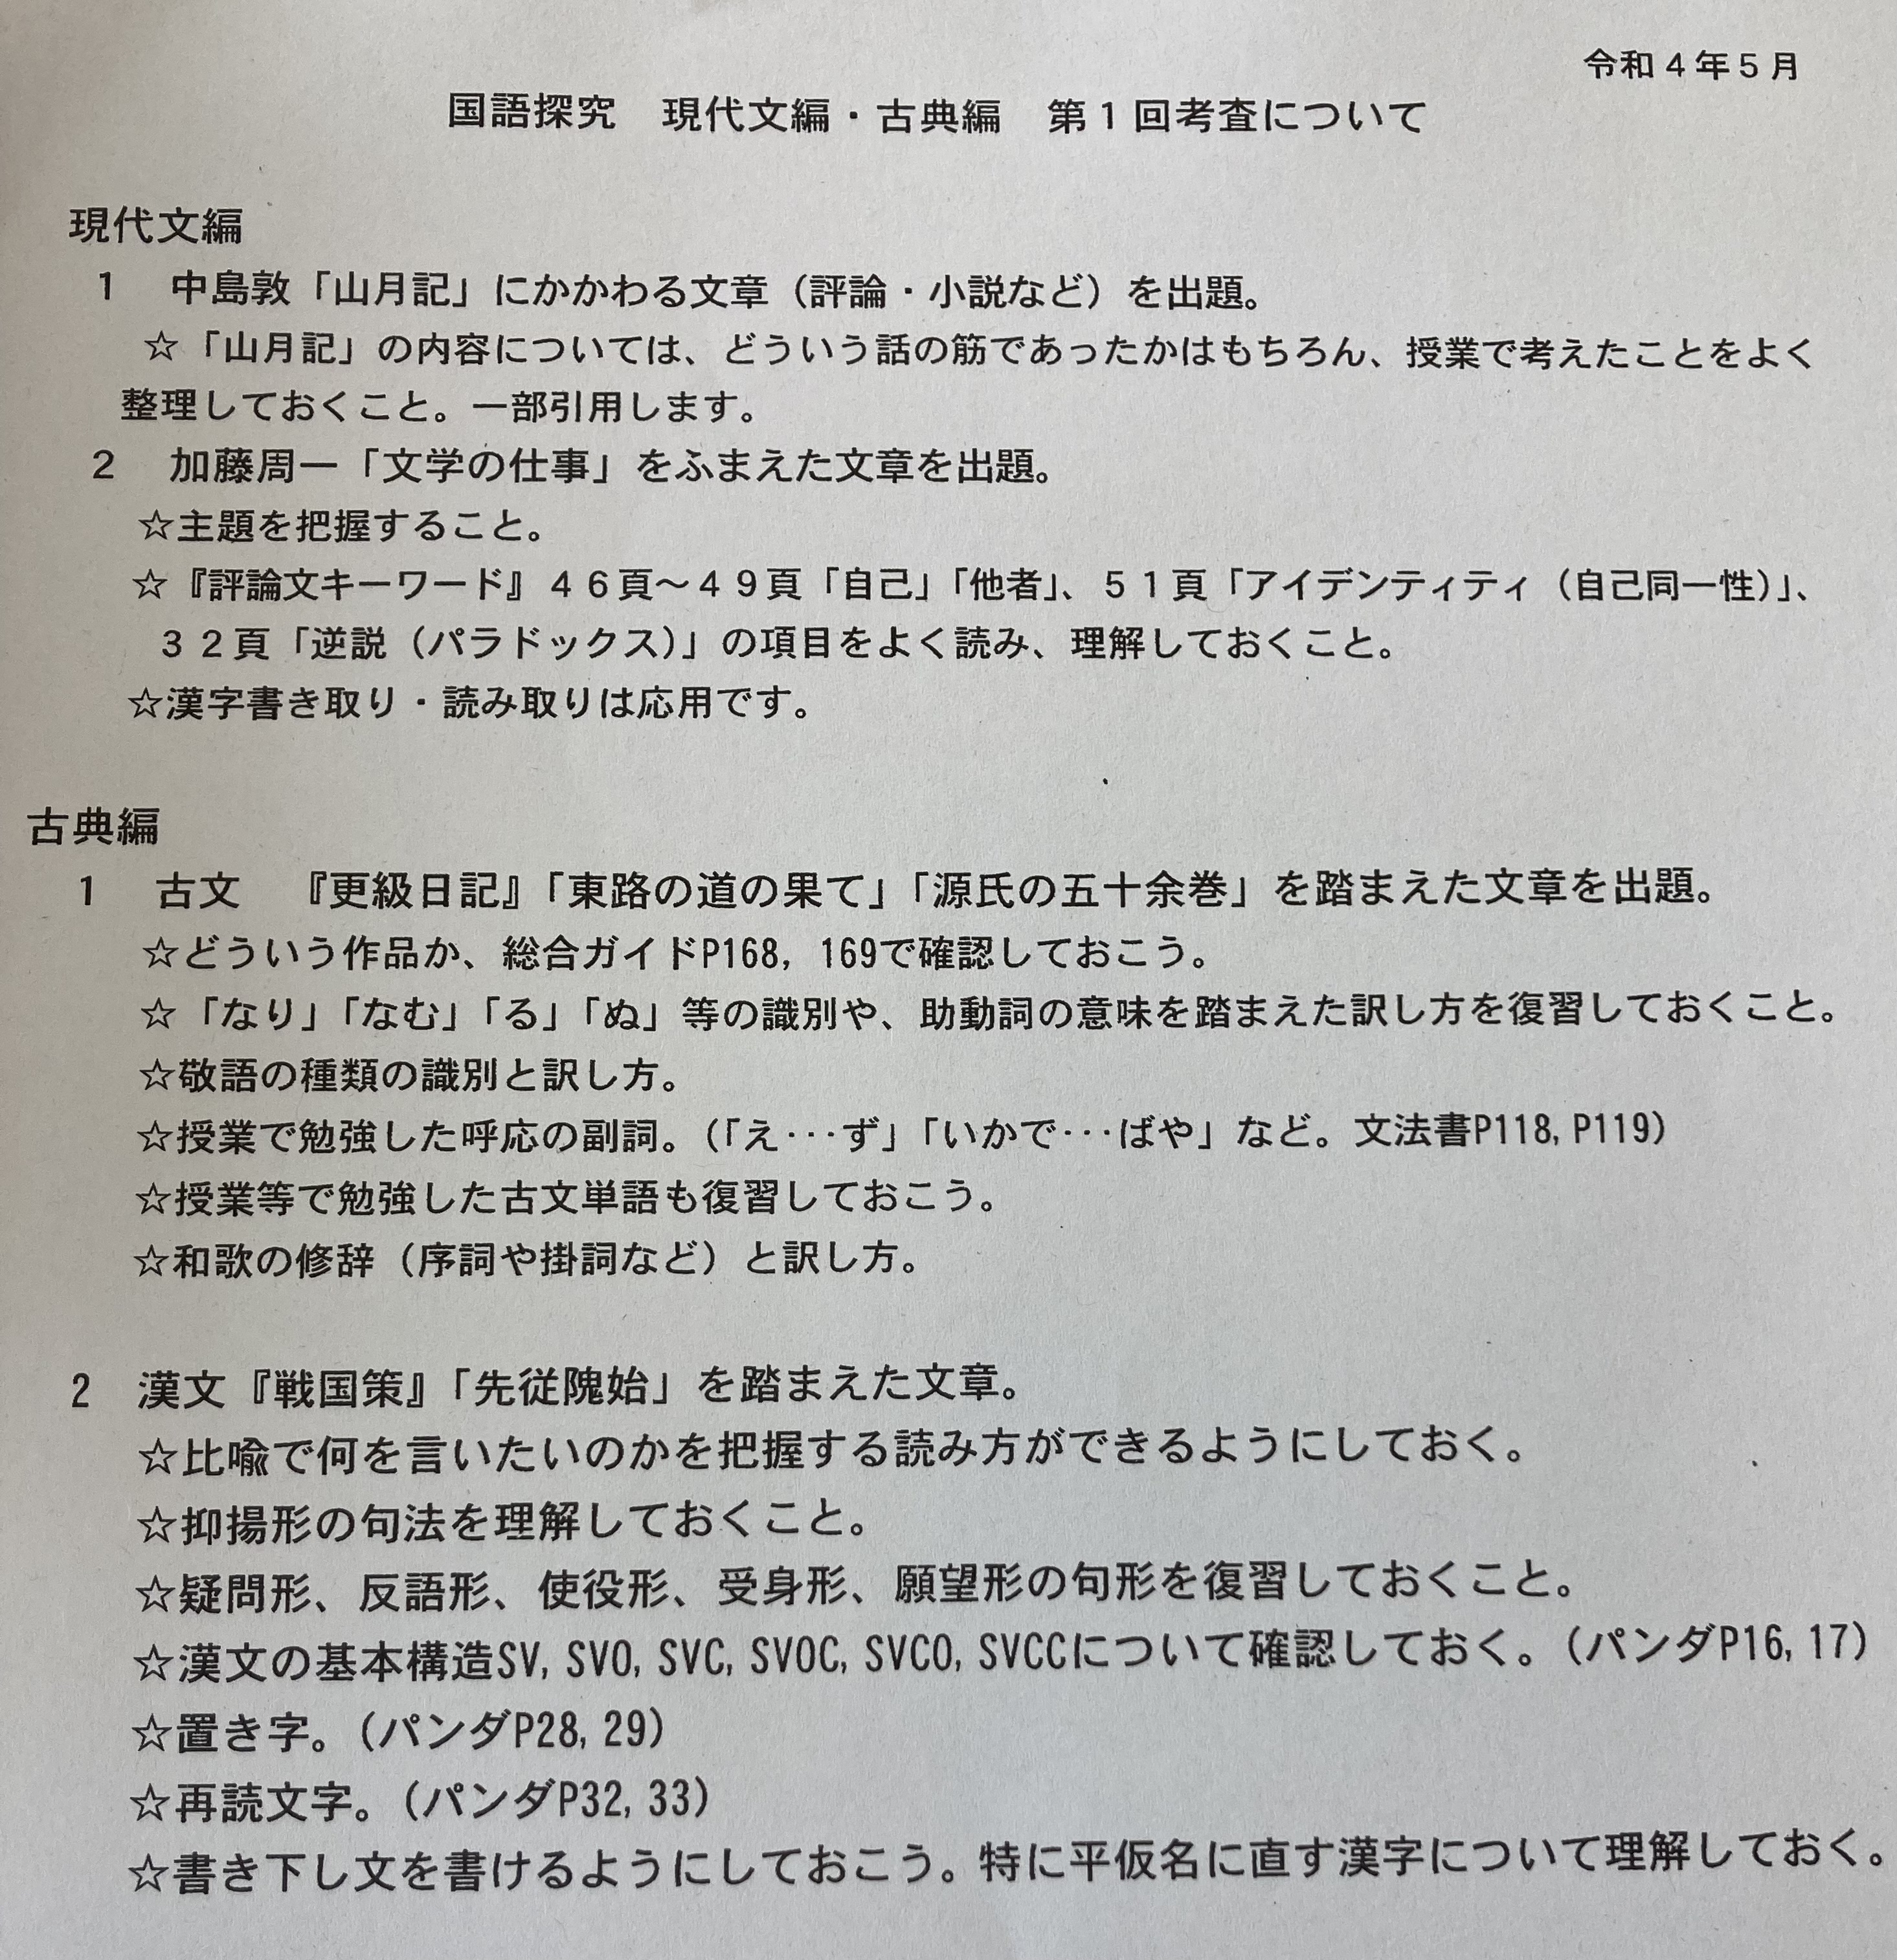 令和４年５月
国語探究　現代文編・古典編　第１回考査について
現代文編
１　中島敦「山月記」にかかわる文章（評論・小説など）を出題。
☆「山月記」の内容については、どういう話の筋であったかはもちろん、授業で考えたことをよく
整理しておくこと。一部引用します。
２　加藤周一「文学の仕事」をふまえた文章を出題。
☆主題を把握すること。
☆『評論文キーワード』４６頁～４９頁「自己」「他者」、５１頁「アイデンティティ（自己同一性）」、
３２頁「逆説（パラドックス）」の項目をよく読み、理解しておくこと。
☆漢字書き取り・読み取りは応用です。
古典編
１　古文　『更級日記』「東路の道の果て」「源氏の五十余巻」を踏まえた文章を出題。
☆どういう作品か、総合ガイドP168, 169で確認しておこう。
☆「なり」「なむ」「る」「ぬ」等の識別や、助動詞の意味を踏まえた訳し方を復習しておくこと。
☆敬語の種類の識別と訳し方。
☆授業で勉強した呼応の副詞。（「え・・・ず」「いかで・・・ばや」など。文法書P118, P119）
☆授業等で勉強した古文単語も復習しておこう。
☆和歌の修辞（序詞や掛詞など）と訳し方。
2　漢文『戦国策』「先従隗始」を踏まえた文章。
☆比喩で何を言いたいのかを把握する読み方ができるようにしておく。
☆抑揚形の句法を理解しておくこと。
☆疑問形、反語形、使役形、受身形、願望形の句形を復習しておくこと。
☆漢文の基本構造SV, SVO, SVC, SVOC, SVCO, SVCCについて確認しておく。（パンダP16, 17）
☆置き字。（パンダP28, 29）
☆再読文字。（パンダP32, 33）
☆書き下し文を書けるようにしておこう。特に平仮名に直す漢字について理解しておく。